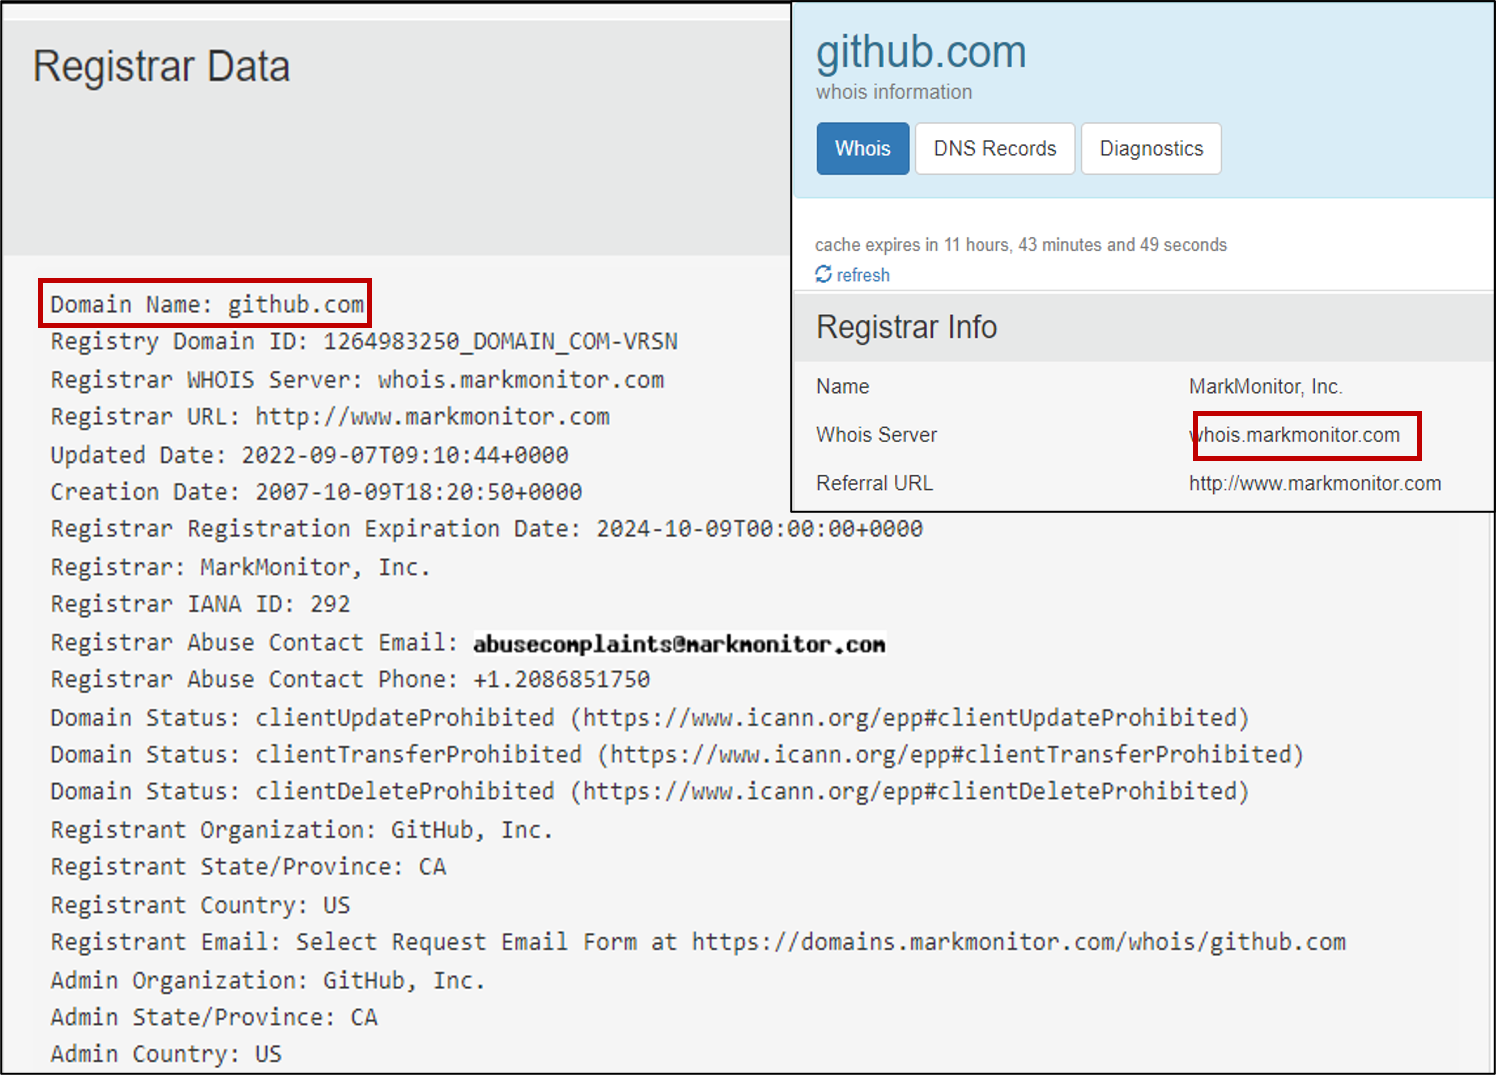 Registrar Data
Domain Name: github.com
Registry Domain ID: 1264983250_DOMAIN_COM-VRSN
Registrar WHOIS Server: whois.markmonitor.com
Registrar URL: http://www.markmonitor.com
Updated Date: 2022-09-07T09:10:44+0000
Creation Date: 2007-10-09T18:20:50+0000
Registrar Registration Expiration Date: 2024-10-09T00:00:00+0000
Registrar: MarkMonitor, Inc.
Registrar IANA ID: 292
Registrar Abuse Contact Email: abusecomplaints@markmonitor.com
Registrar Abuse Contact Phone: +1.2086851750
Domain Status: clientUpdateProhibited (https://www.icann.org/epp#clientUpdateProhibited)
Domain Status: clientTransferProhibited (https://www.icann.org/epp#clientTransferProhibited)
Domain Status: clientDeleteProhibited (https://www.icann.org/epp#clientDeleteProhibited)
Registrant Organization: GitHub, Inc.
Registrant State/Province: CA
Registrant Country: US
Registrant Email: Select Request Email Form at https://domains.markmonitor.com/whois/github.com
Admin Organization: GitHub, Inc.
Admin State/Province: CA
Admin Country: US
github.com
whois information
Whois DNS Records Diagnostics
cache expires in 11 hours, 43 minutes and 49 seconds
refresh
Registrar Info
Name MarkMonitor, Inc.
Whois Server whois.markmonitor.com
Referral URL http://www.markmonitor.com